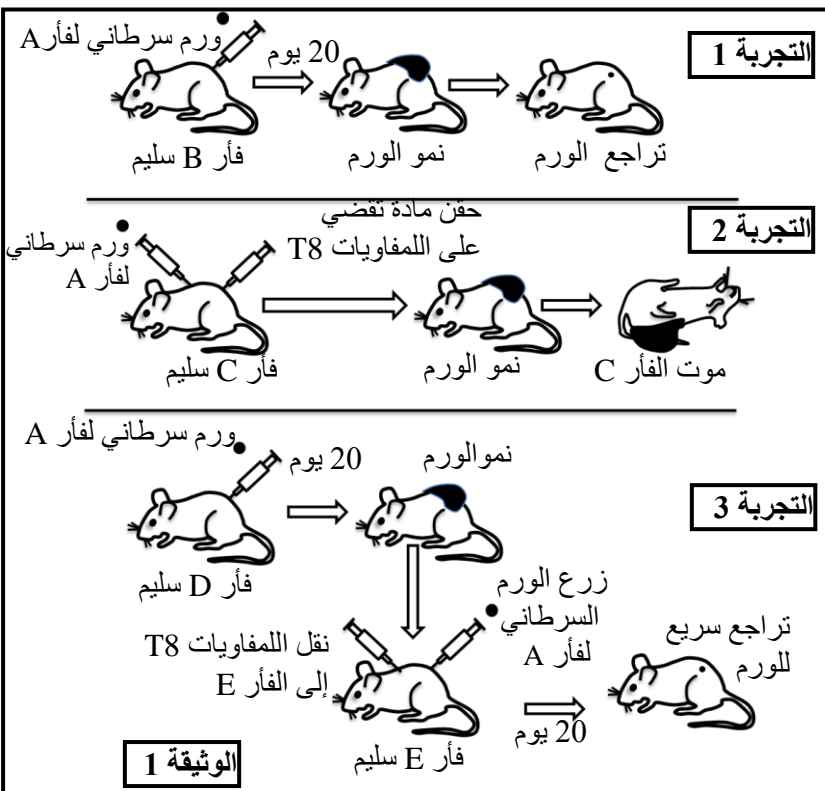 التجربة 1
ورم سرطاني لفأرA
20 يوم
فأر B سليم
نمو الورم
تراجع الورم
التجربة 2
ورم سرطاني
لفأر A
حقن مادة تقضي
على اللمفاويات T8
فأر C سليم
نمو الورم
موت الفأر C
التجربة 3
ورم سرطاني لفأر A
20 يوم
نموالورم
فأر D سليم
نقل اللمفاويات T8
إلى الفأر E
زرع الورم
السرطاني
لفأر A
فأر E سليم
20 يوم
تراجع سريع
للورم
الوثيقة 1